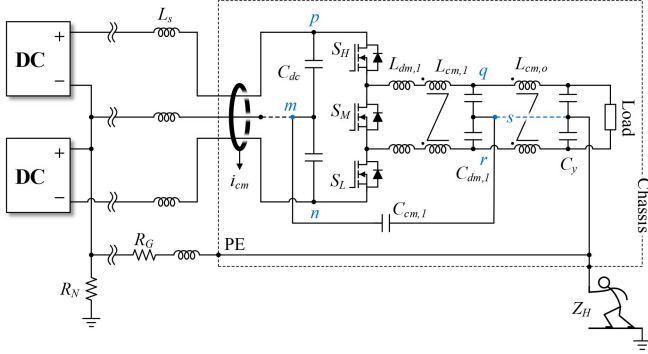 L_s
p
DC
+
−
S_H
C_dc
L_dm,1
L_cm,1
q
L_cm,o
m
S_M
s
Load
DC
+
−
i_cm
S_L
r
C_dm,1
C_y
n
C_cm,1
Chassis
R_G
PE
R_N
Z_H